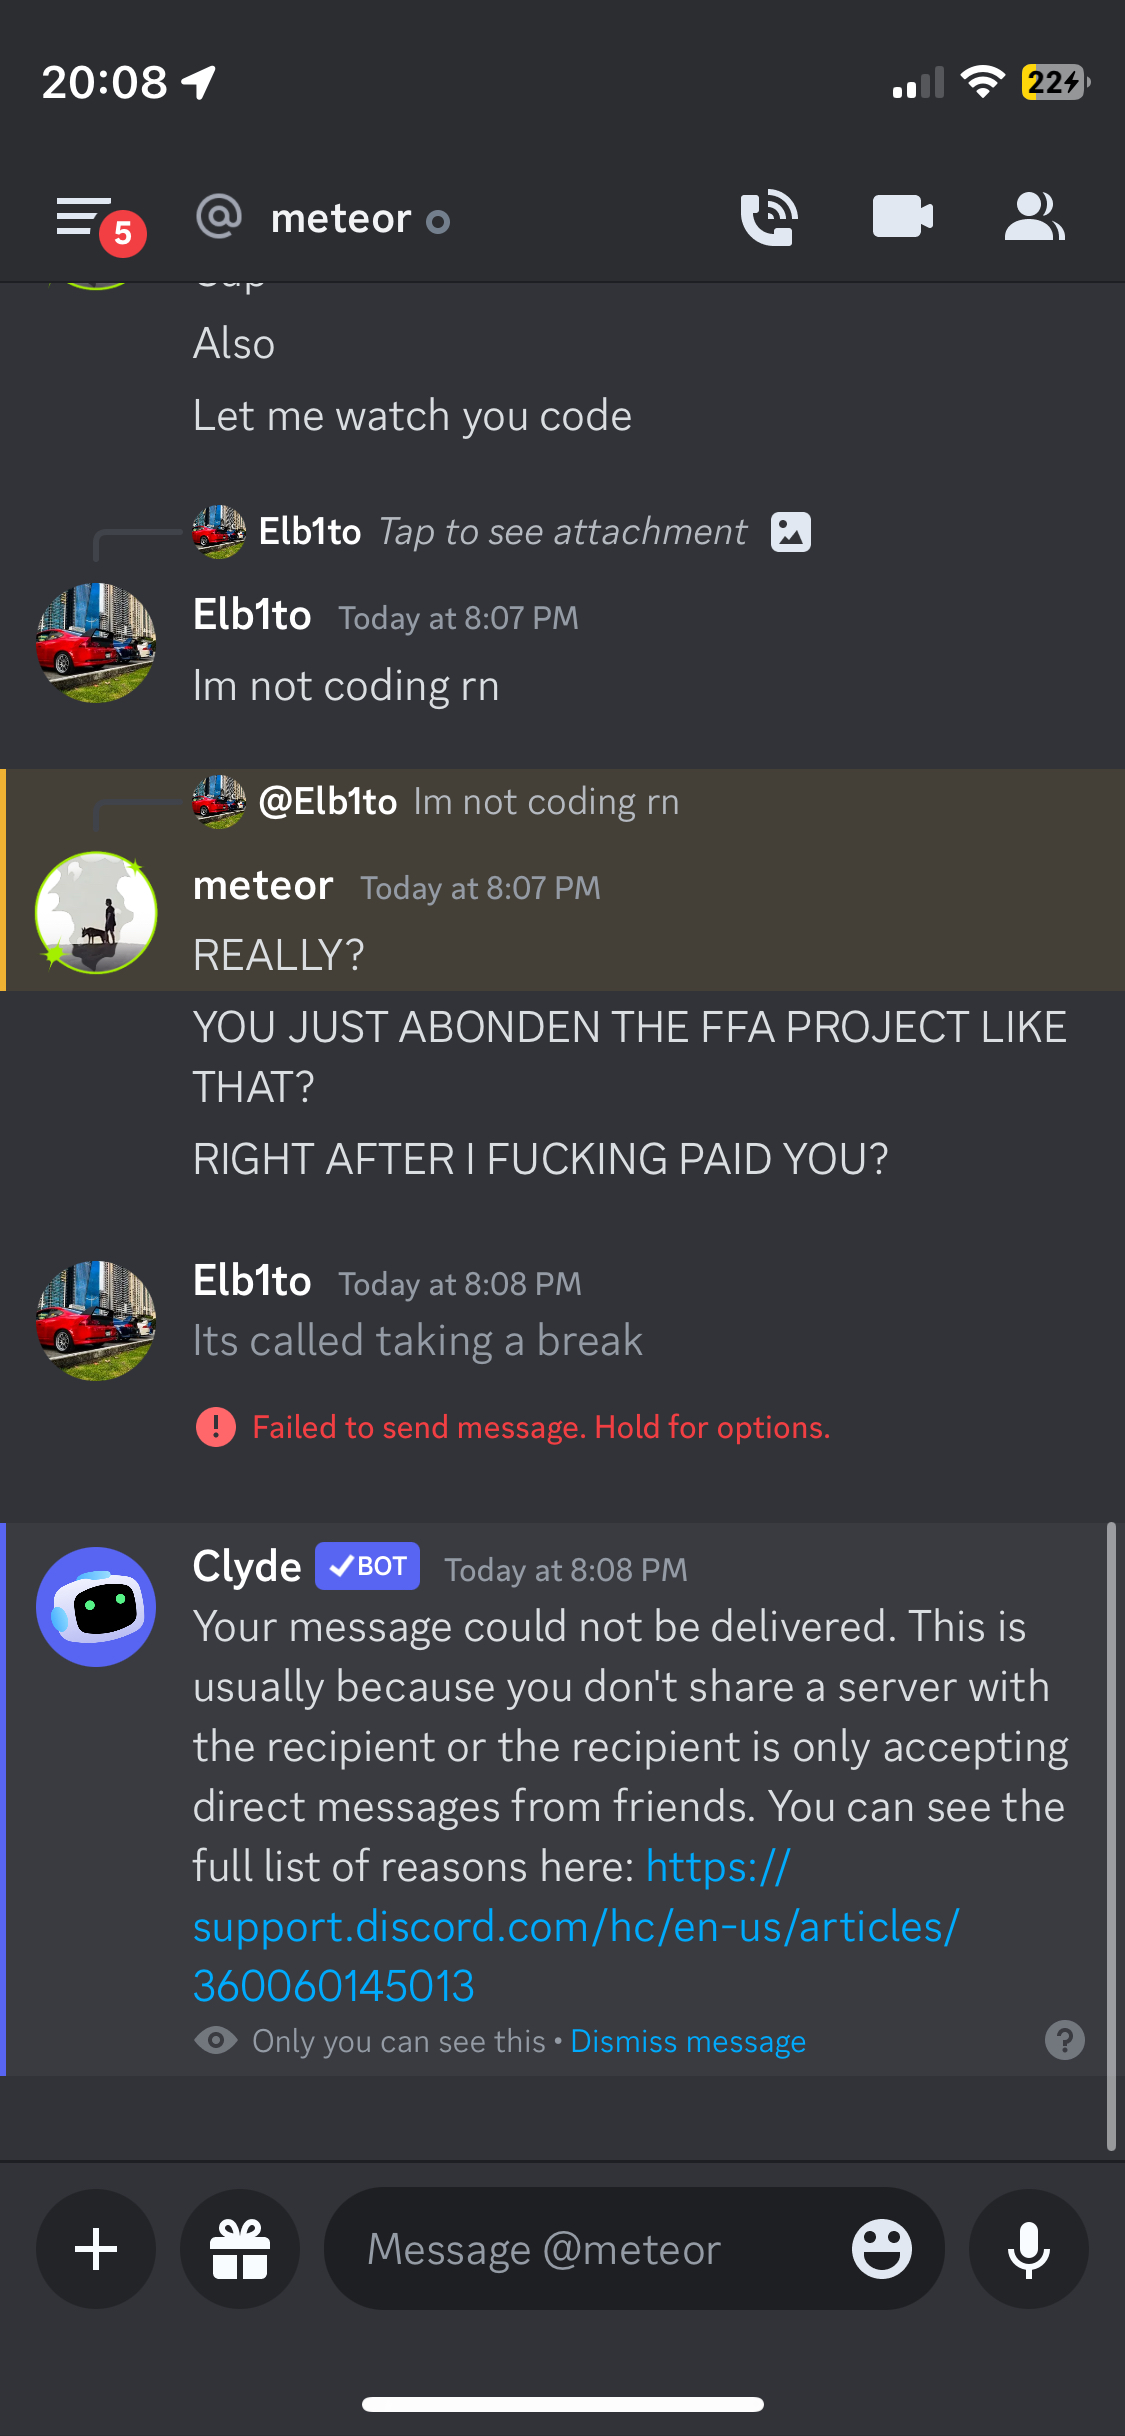 20:08
22
5
meteor
Also
Let me watch you code
Elb1to Tap to see attachment
Elb1to Today at 8:07 PM
Im not coding rn
@Elb1to Im not coding rn
meteor Today at 8:07 PM
REALLY?
YOU JUST ABONDEN THE FFA PROJECT LIKE
THAT?
RIGHT AFTER I FUCKING PAID YOU?
Elb1to Today at 8:08 PM
Its called taking a break
! Failed to send message. Hold for options.
Clyde ✓BOT Today at 8:08 PM
Your message could not be delivered. This is
usually because you don't share a server with
the recipient or the recipient is only accepting
direct messages from friends. You can see the
full list of reasons here: https://
support.discord.com/hc/en-us/articles/
360060145013
Only you can see this • Dismiss message ?
Message @meteor